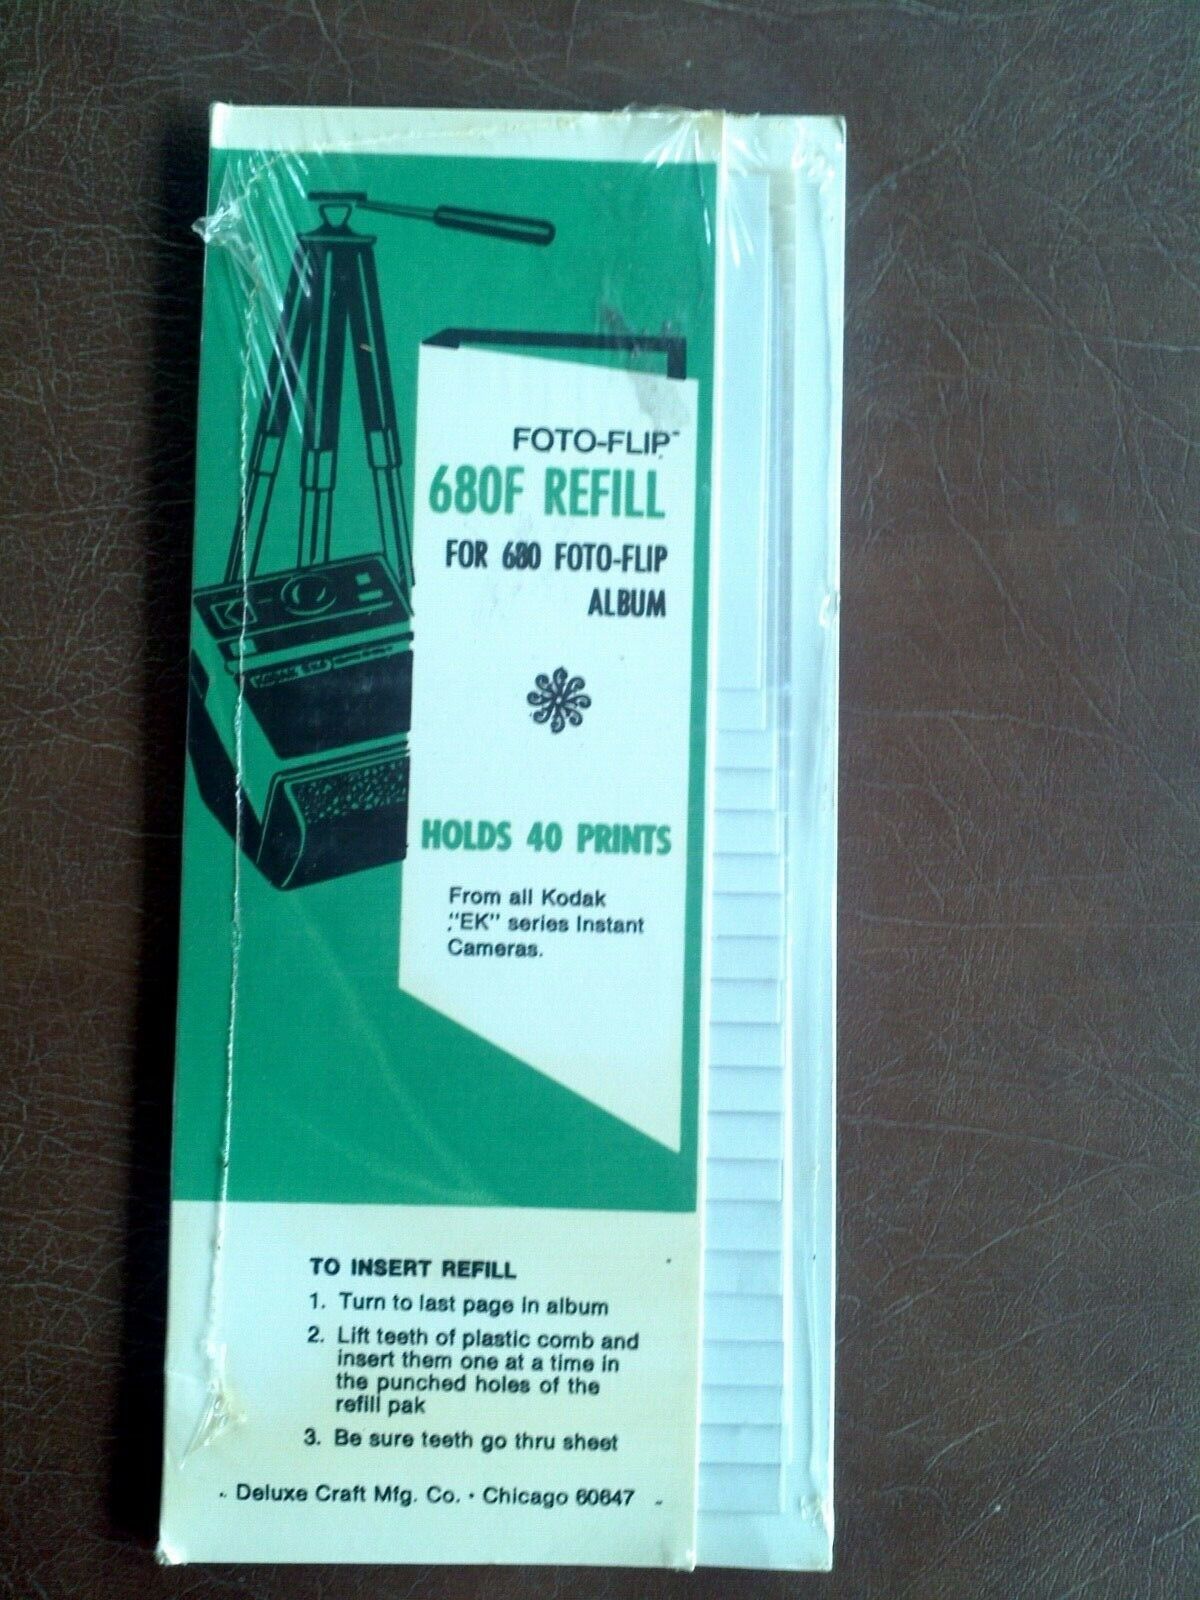 FOTO-FLIP™
680F REFILL
FOR 680 FOTO-FLIP
ALBUM
HOLDS 40 PRINTS
From all Kodak
"EK" series Instant
Cameras.
TO INSERT REFILL
1. Turn to last page in album
2. Lift teeth of plastic comb and
insert them one at a time in
the punched holes of the
refill pak
3. Be sure teeth go thru sheet
Deluxe Craft Mfg. Co. · Chicago 60647